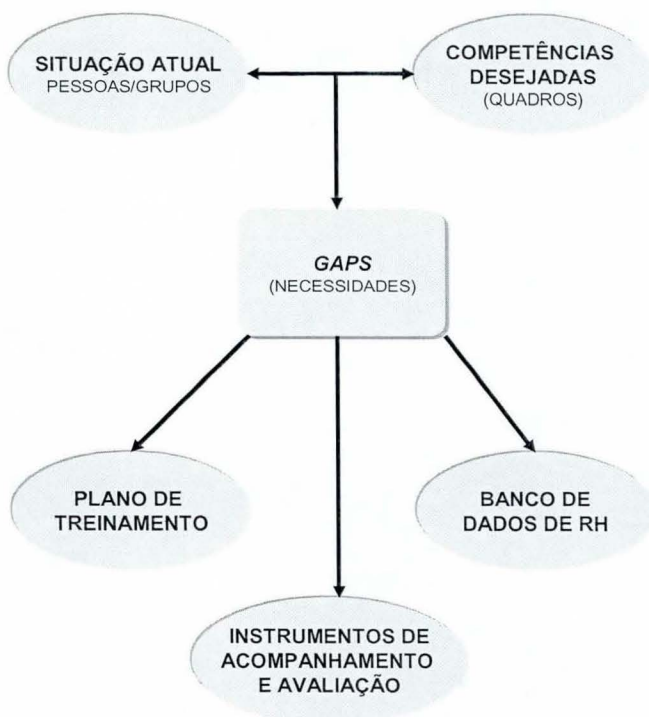 SITUAÇÃO ATUAL
PESSOAS/GRUPOS
COMPETÊNCIAS
DESEJADAS
(QUADROS)
GAPS
(NECESSIDADES)
PLANO DE
TREINAMENTO
BANCO DE
DADOS DE RH
INSTRUMENTOS DE
ACOMPANHAMENTO
E AVALIAÇÃO